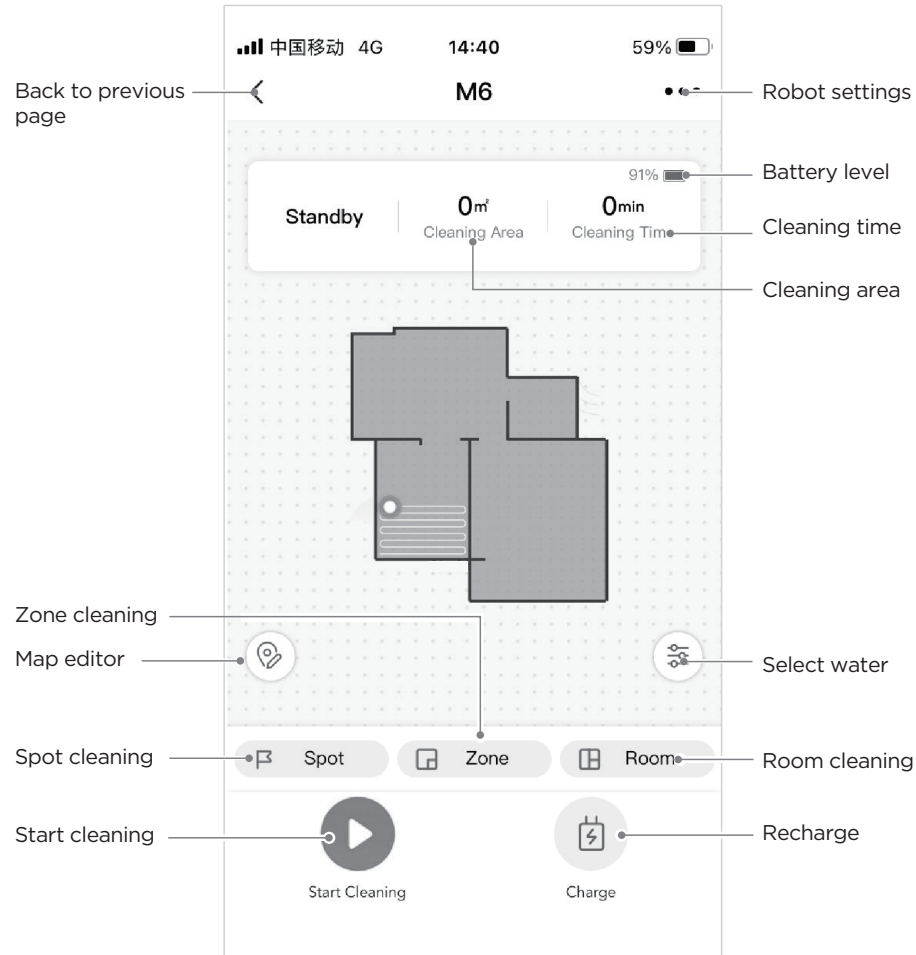 中国移动 4G 14:40 59%
Back to previous
page
M6
Robot settings
91%
Battery level
Standby
0㎡
Cleaning Area
0min
Cleaning Tim
Cleaning time
Cleaning area
Zone cleaning
Map editor
Select water
Spot cleaning
Spot
Zone
Room
Room cleaning
Start cleaning
Recharge
Start Cleaning
Charge